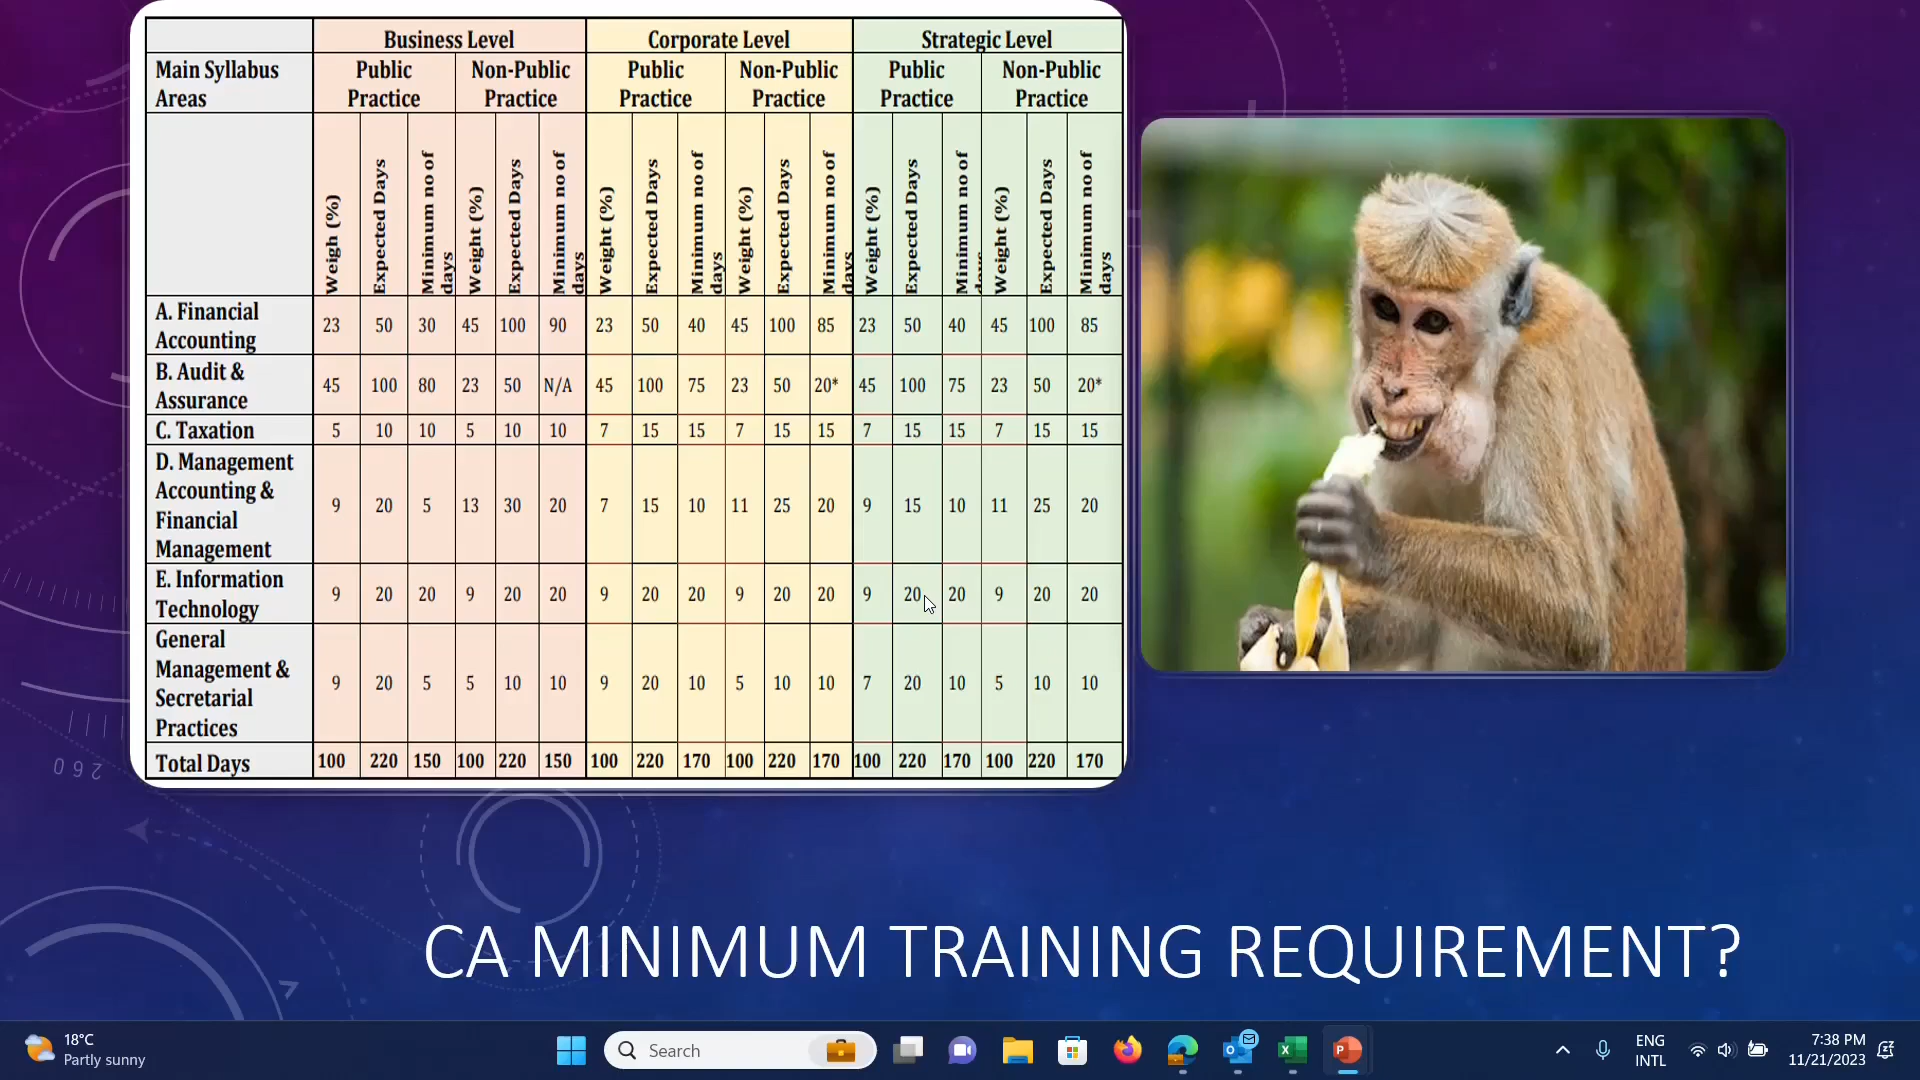 Business Level Corporate Level Strategic Level
Main Syllabus Areas Public Practice Non-Public Practice Public Practice Non-Public Practice Public Practice Non-Public Practice
Weigh (%) Expected Days Minimum no of days Weight (%) Expected Days Minimum no of days Weight (%) Expected Days Minimum no of days Weight (%) Expected Days Minimum no of days Weight (%) Expected Days Minimum no of days Weight (%) Expected Days Minimum no of days
A. Financial Accounting 23 50 30 45 100 90 23 50 40 45 100 85 23 50 40 45 100 85
B. Audit & Assurance 45 100 80 23 50 N/A 45 100 75 23 50 20* 45 100 75 23 50 20*
C. Taxation 5 10 10 5 10 10 7 15 15 7 15 15 7 15 15 7 15 15
D. Management Accounting & Financial Management 9 20 5 13 30 20 7 15 10 11 25 20 9 15 10 11 25 20
E. Information Technology 9 20 20 9 20 20 9 20 20 9 20 20 9 20 20 9 20 20
General Management & Secretarial Practices 9 20 5 5 10 10 9 20 10 5 10 10 7 20 10 5 10 10
Total Days 100 220 150 100 220 150 100 220 170 100 220 170 100 220 170 100 220 170
260
CA MINIMUM TRAINING REQUIREMENT?
18°C
Partly sunny
Search
ENG
INTL
7:38 PM
11/21/2023